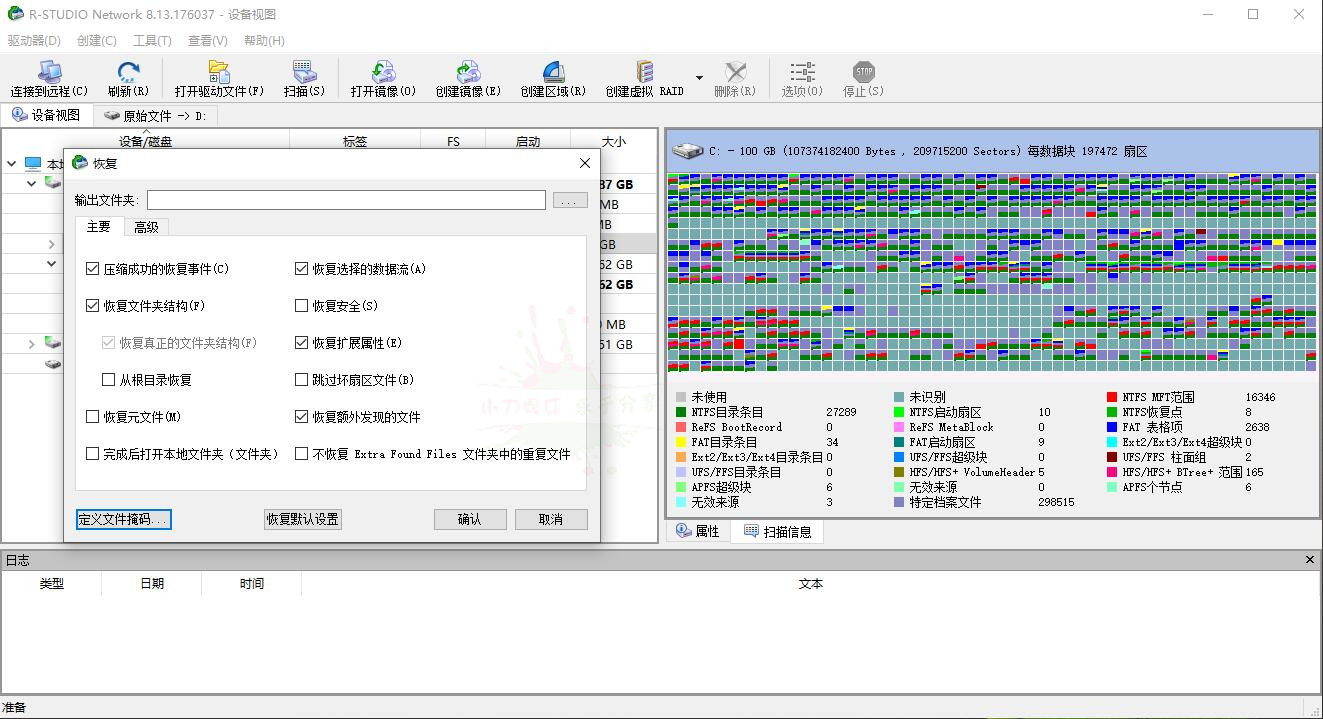 R-STUDIO Network 8.13.176037 - 设备视图
驱动器(D) 创建(C) 工具(T) 查看(V) 帮助(H)
连接到远程(C) 刷新(R) 打开驱动文件(F) 扫描(S) 打开镜像(O) 创建镜像(E) 创建区域(R) 创建虚拟 RAID 删除(R) 选项(O) 停止(S)
STOP
设备视图 原始文件 -> D:
设备/磁盘 标签 FS 启动 大小
本地
37 GB
MB
MB
GB
52 GB
52 GB
0 MB
51 GB
恢复
输出文件夹:
...
主要 高级
压缩成功的恢复事件(C) 恢复选择的数据流(A)
恢复文件夹结构(F) 恢复安全(S)
恢复真正的文件夹结构(F) 恢复扩展属性(E)
从根目录恢复 跳过坏扇区文件(B)
恢复元文件(M) 恢复额外发现的文件
完成后打开本地文件夹（文件夹） 不恢复 Extra Found Files 文件夹中的重复文件
定义文件掩码... 恢复默认设置 确认 取消
C: - 100 GB (107374182400 Bytes , 209715200 Sectors) 每数据块 197472 扇区
未使用 未识别 NTFS MFT范围 16346
NTFS目录条目 27289 NTFS启动扇区 10 NTFS恢复点 8
ReFS BootRecord 0 ReFS MetaBlock 0 FAT 表格项 2638
FAT目录条目 34 FAT启动扇区 9 Ext2/Ext3/Ext4超级块 0
Ext2/Ext3/Ext4目录条目 0 UFS/FFS超级块 0 UFS/FFS 柱面组 2
UFS/FFS目录条目 0 HFS/HFS+ VolumeHeader 5 HFS/HFS+ BTree+ 范围 165
APFS超级块 6 无效来源 0 APFS个节点 6
无效来源 3 特定档案文件 298515
属性 扫描信息
日志
类型 日期 时间 文本
准备